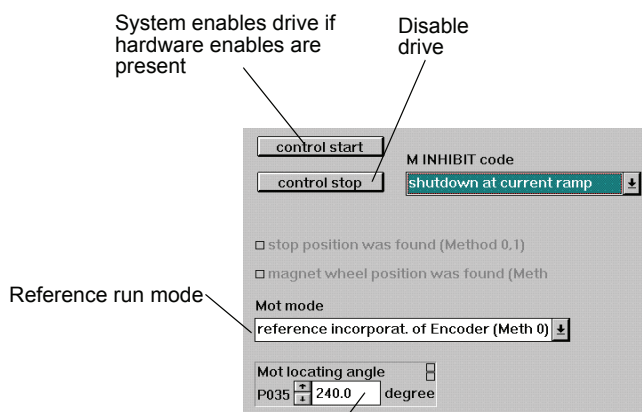 System enables drive if
hardware enables are
present
Disable
drive
control start
M INHIBIT code
control stop
shutdown at current ramp
stop position was found (Method 0,1)
magnet wheel position was found (Meth
Reference run mode
Mot mode
reference incorporat. of Encoder (Meth 0)
Mot locating angle
P035 240.0 degree